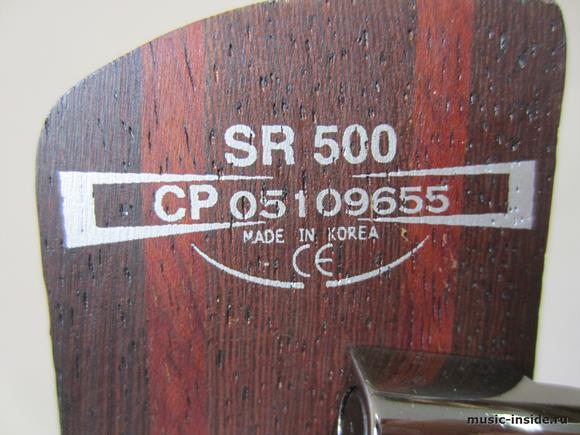 SR 500
CP 05109655
MADE IN KOREA
CE
music-inside.ru